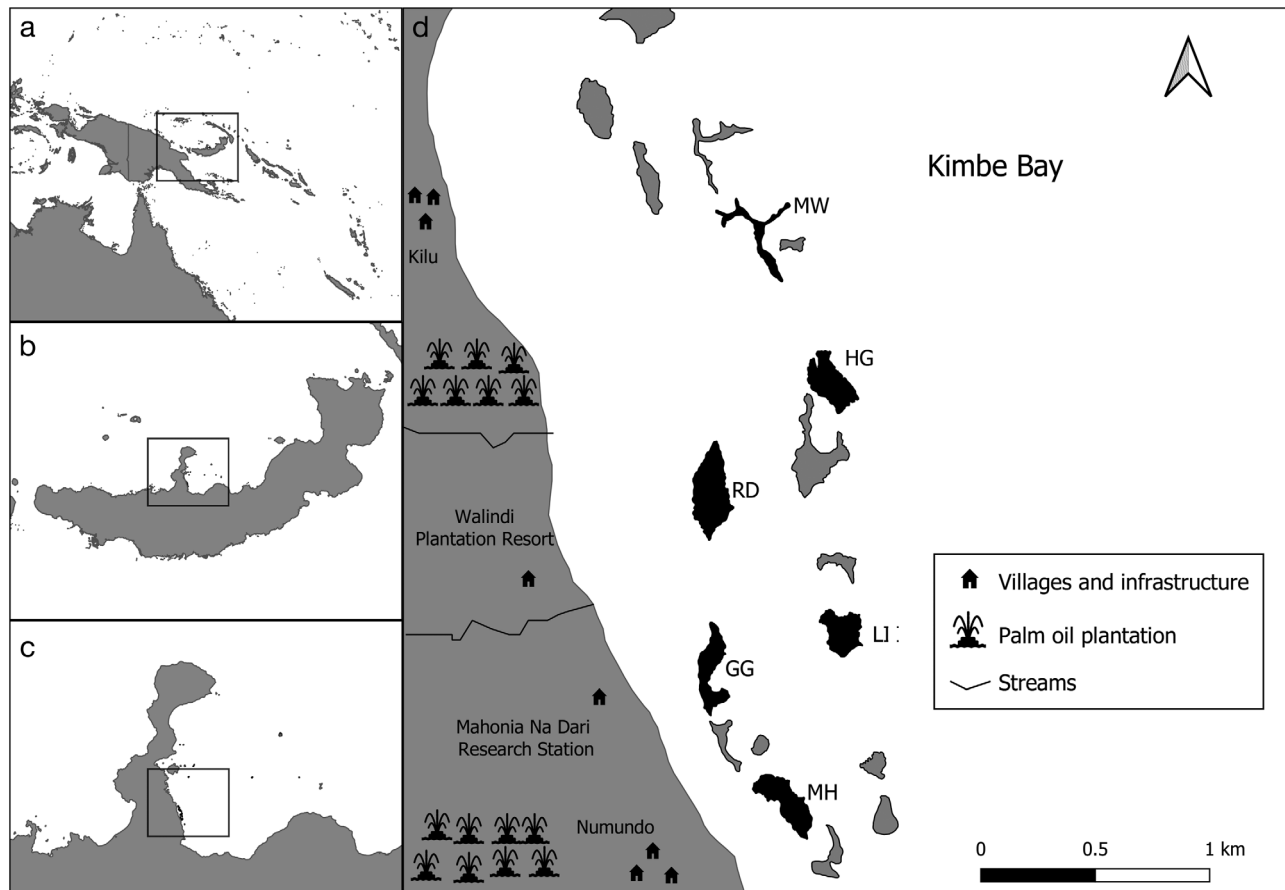 a
b
c
d
Kimbe Bay
MW
Kilu
HG
RD
Walindi
Plantation Resort
GG
Mahonia Na Dari
Research Station
MH
Numundo
Villages and infrastructure
Palm oil plantation
Streams
0 0.5 1 km